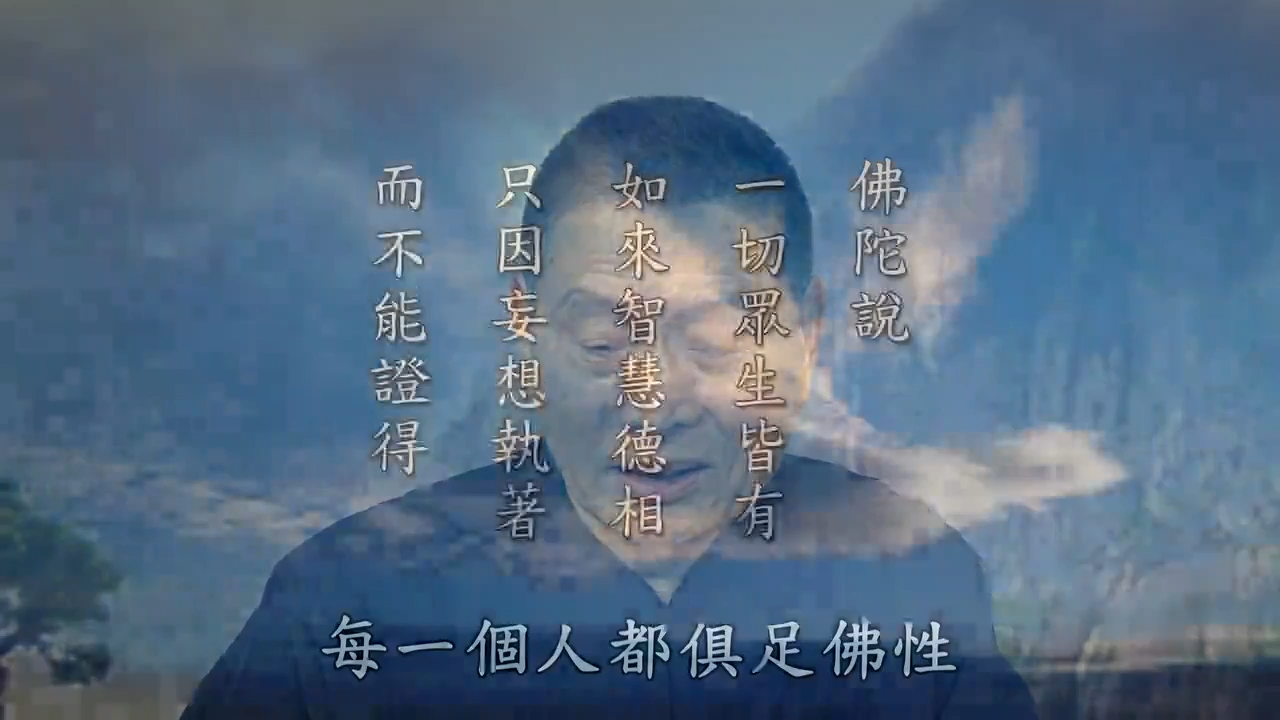 佛陀說
一切眾生皆有
如來智慧德相
只因妄想執著
而不能證得
每一個人都俱足佛性